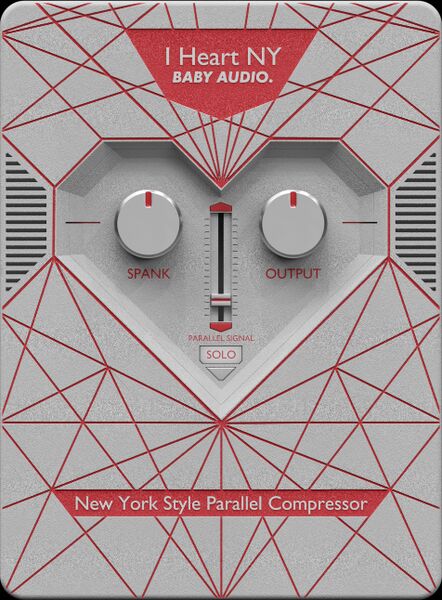 I Heart NY
BABY AUDIO.
SPANK
OUTPUT
PARALLEL SIGNAL
SOLO
New York Style Parallel Compressor